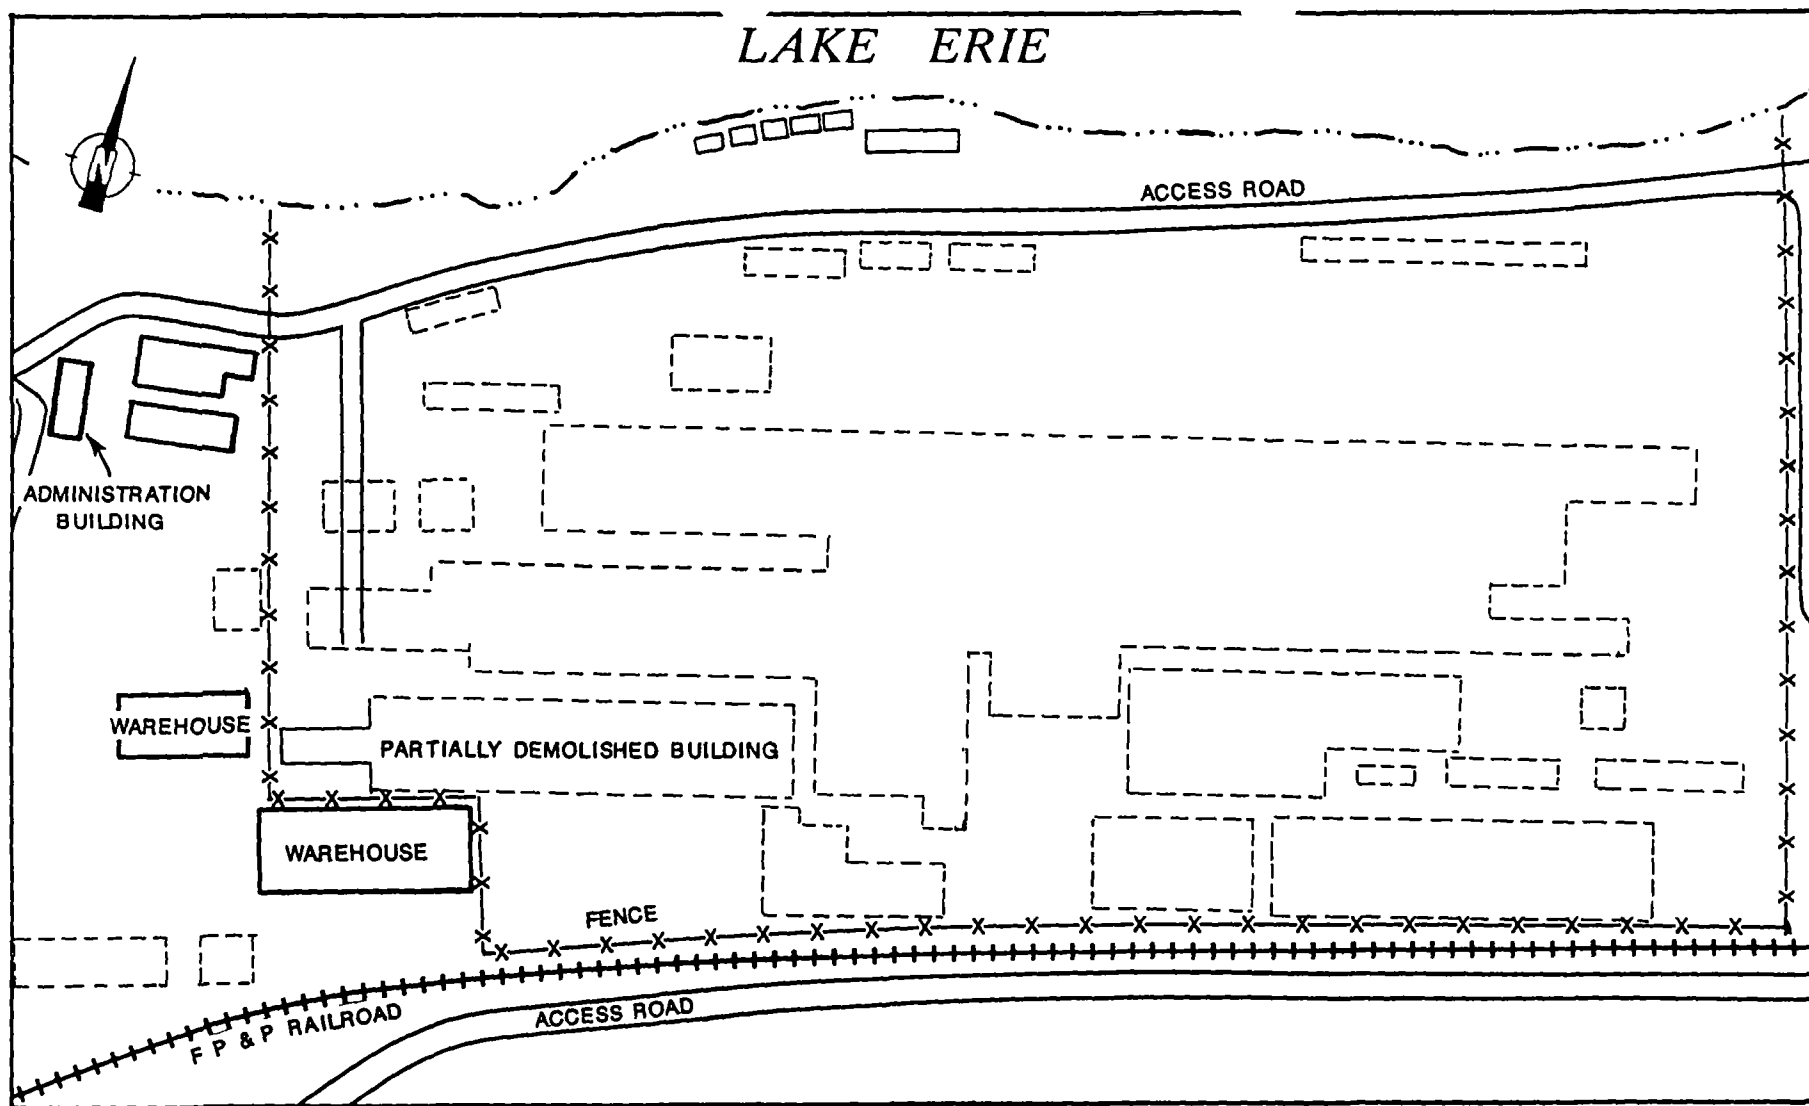 LAKE ERIE
ACCESS ROAD
ADMINISTRATION
BUILDING
WAREHOUSE
PARTIALLY DEMOLISHED BUILDING
WAREHOUSE
FENCE
F P & P RAILROAD
ACCESS ROAD